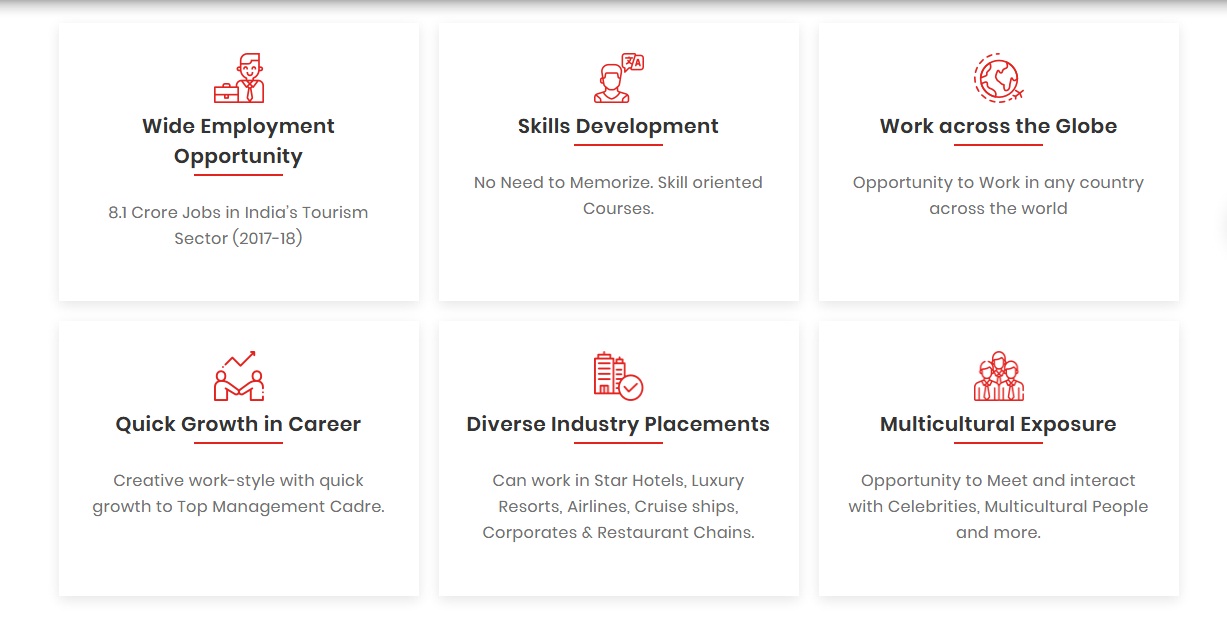 Wide Employment
Opportunity
8.1 Crore Jobs in India's Tourism
Sector (2017-18)
Skills Development
No Need to Memorize. Skill oriented
Courses.
Work across the Globe
Opportunity to Work in any country
across the world
Quick Growth in Career
Creative work-style with quick
growth to Top Management Cadre.
Diverse Industry Placements
Can work in Star Hotels, Luxury
Resorts, Airlines, Cruise ships,
Corporates & Restaurant Chains.
Multicultural Exposure
Opportunity to Meet and interact
with Celebrities, Multicultural People
and more.